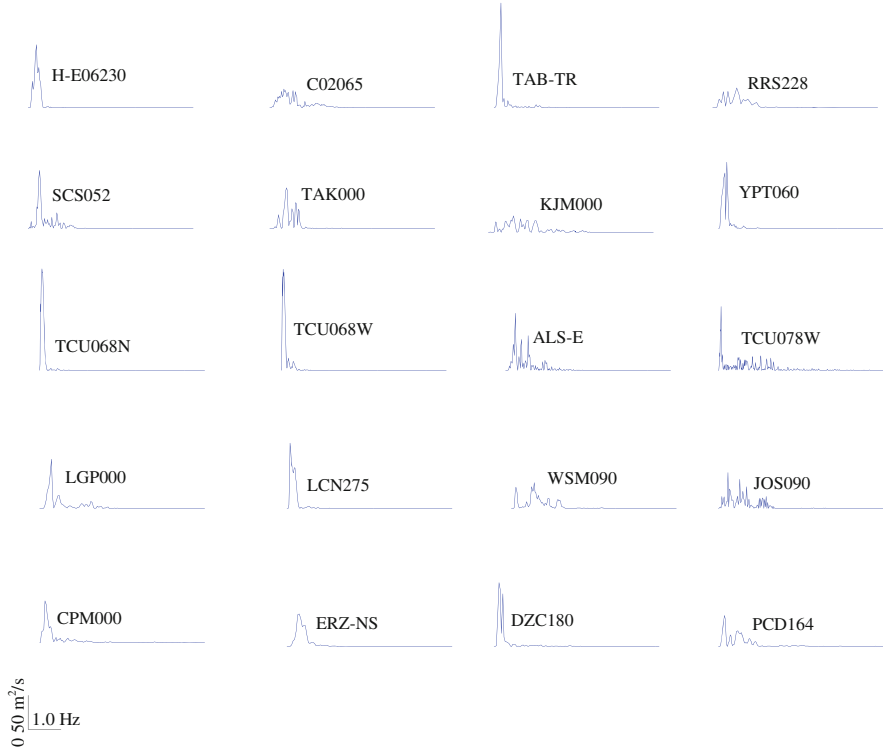 H-E06230
C02065
TAB-TR
RRS228
SCS052
TAK000
KJM000
YPT060
TCU068N
TCU068W
ALS-E
TCU078W
LGP000
LCN275
WSM090
JOS090
CPM000
ERZ-NS
DZC180
PCD164
0 50 m²/s
1.0 Hz